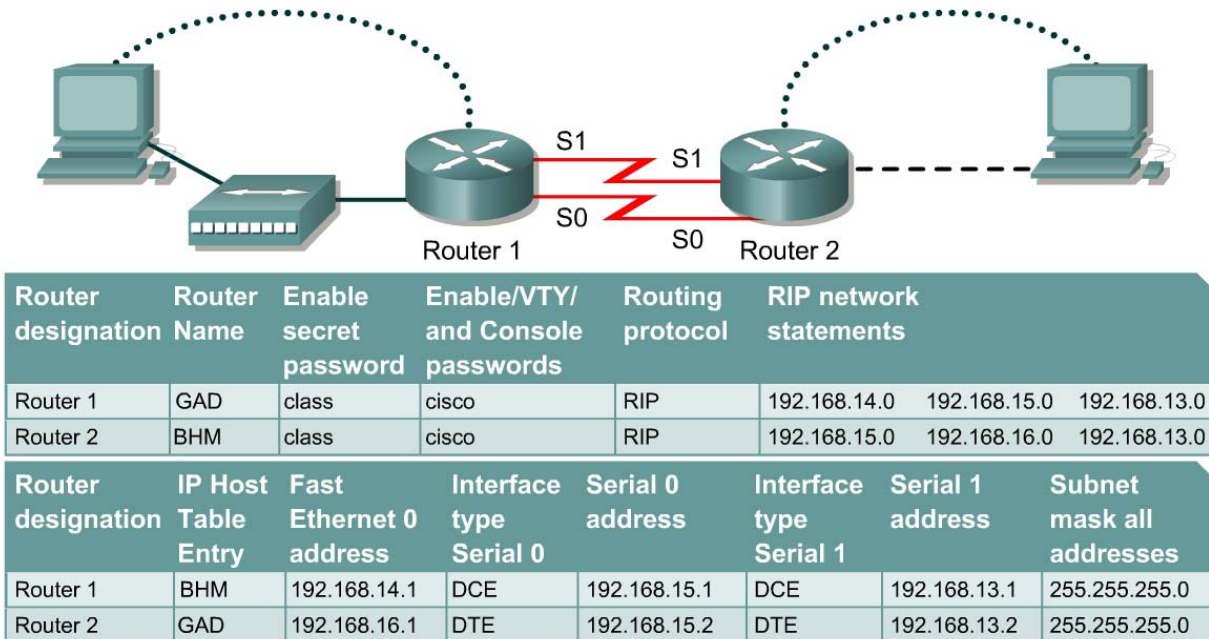 S1
S1
S0
S0
Router 1
Router 2
Router Router Enable Enable/VTY/ Routing RIP network
designation Name secret and Console protocol statements
password passwords
Router 1 GAD class cisco RIP 192.168.14.0 192.168.15.0 192.168.13.0
Router 2 BHM class cisco RIP 192.168.15.0 192.168.16.0 192.168.13.0
Router IP Host Fast Interface Serial 0 Interface Serial 1 Subnet
designation Table Ethernet 0 type address type address mask all
Entry address Serial 0 Serial 1 addresses
Router 1 BHM 192.168.14.1 DCE 192.168.15.1 DCE 192.168.13.1 255.255.255.0
Router 2 GAD 192.168.16.1 DTE 192.168.15.2 DTE 192.168.13.2 255.255.255.0